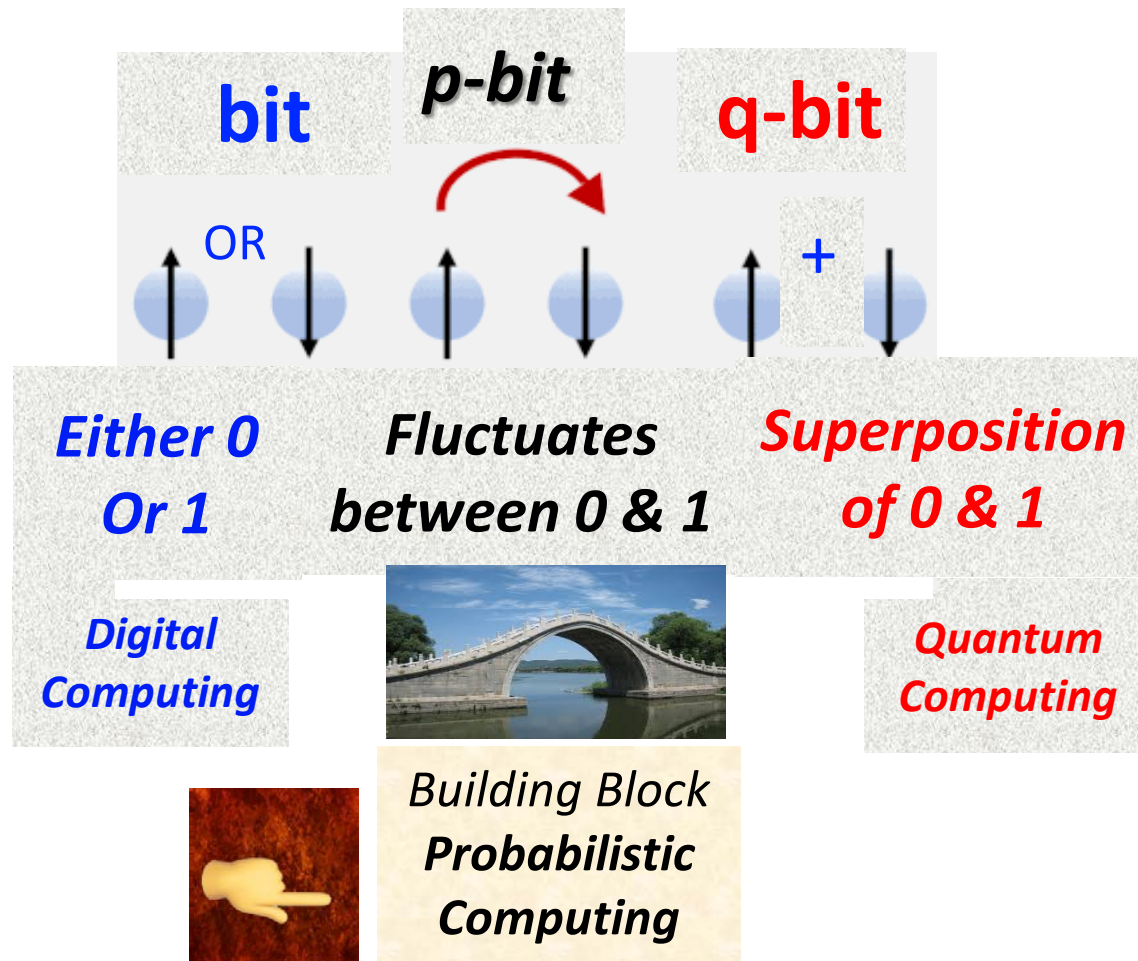 bit
p-bit
q-bit
OR
+
Either 0
Or 1
Fluctuates
between 0 & 1
Superposition
of 0 & 1
Digital
Computing
Quantum
Computing
Building Block
Probabilistic
Computing